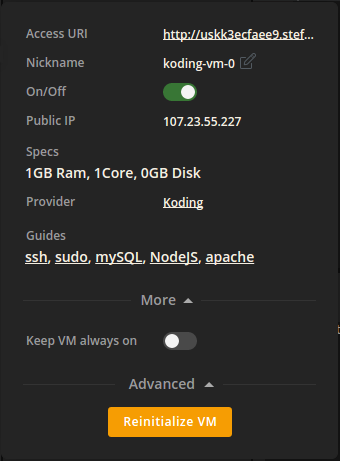 Access URI http://uskk3ecfaee9.stef...
Nickname koding-vm-0
On/Off
Public IP 107.23.55.227
Specs
1GB Ram, 1Core, 0GB Disk
Provider Koding
Guides
ssh, sudo, mySQL, NodeJS, apache
More
Keep VM always on
Advanced
Reinitialize VM